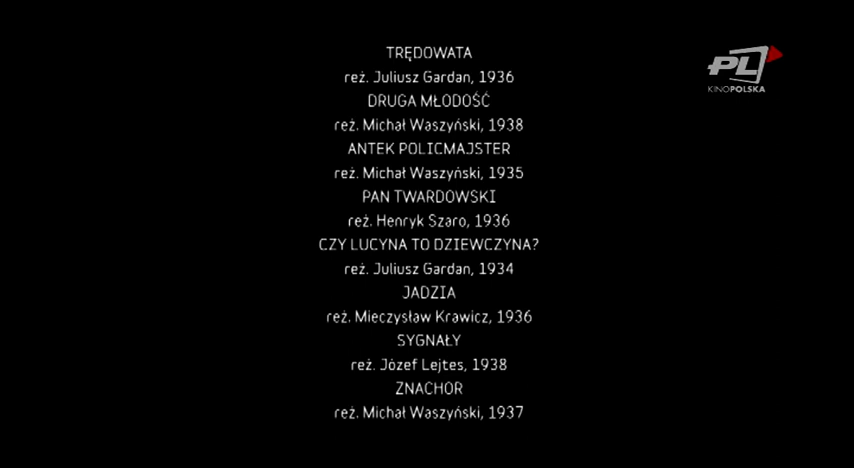 TRĘDOWATA
reż. Juliusz Gardan, 1936
DRUGA MŁODOŚĆ
reż. Michał Waszyński, 1938
ANTEK POLICMAJSTER
reż. Michał Waszyński, 1935
PAN TWARDOWSKI
reż. Henryk Szaro, 1936
CZY LUCYNA TO DZIEWCZYNA?
reż. Juliusz Gardan, 1934
JADZIA
reż. Mieczysław Krawicz, 1936
SYGNAŁY
reż. Józef Lejtes, 1938
ZNACHOR
reż. Michał Waszyński, 1937
PL
KINOPOLSKA